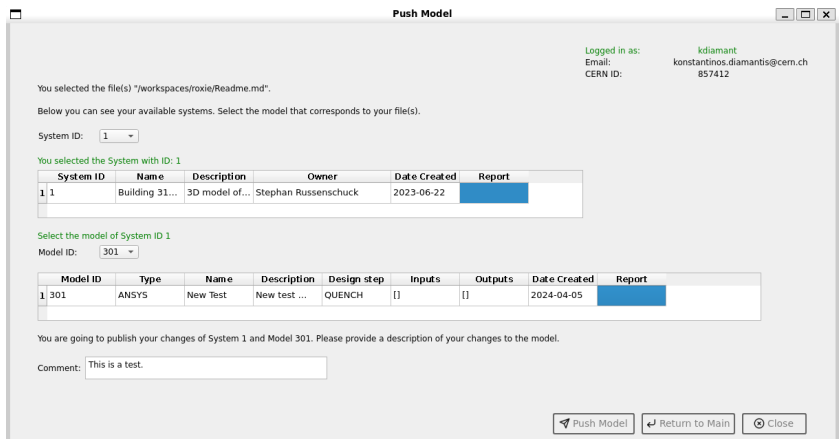 Push Model
Logged in as: kdiamant
Email: konstantinos.diamantis@cern.ch
CERN ID: 857412
You selected the file(s) "/workspaces/roxie/Readme.md".
Below you can see your available systems. Select the model that corresponds to your file(s).
System ID: 1
You selected the System with ID: 1
System ID Name Description Owner Date Created Report
1 1 Building 31... 3D model of... Stephan Russenschuck 2023-06-22
Select the model of System ID 1
Model ID: 301
Model ID Type Name Description Design step Inputs Outputs Date Created Report
1 301 ANSYS New Test New test ... QUENCH [] [] 2024-04-05
You are going to publish your changes of System 1 and Model 301. Please provide a description of your changes to the model.
Comment: This is a test.
Push Model Return to Main Close